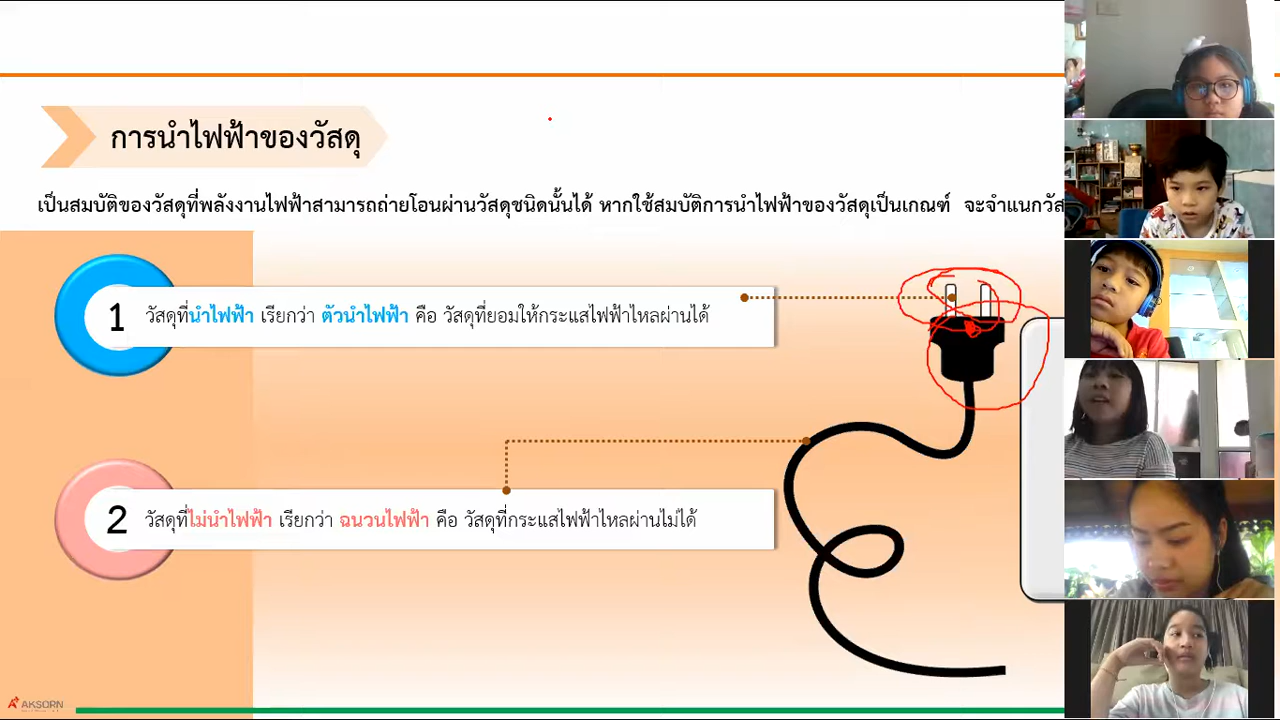 การนำไฟฟ้าของวัสดุ
เป็นสมบัติของวัสดุที่พลังงานไฟฟ้าสามารถถ่ายโอนผ่านวัสดุชนิดนั้นได้ หากใช้สมบัติการนำไฟฟ้าของวัสดุเป็นเกณฑ์ จะจำแนกวัส
1 วัสดุที่นำไฟฟ้า เรียกว่า ตัวนำไฟฟ้า คือ วัสดุที่ยอมให้กระแสไฟฟ้าไหลผ่านได้
2 วัสดุที่ไม่นำไฟฟ้า เรียกว่า ฉนวนไฟฟ้า คือ วัสดุที่กระแสไฟฟ้าไหลผ่านไม่ได้
AKSORN